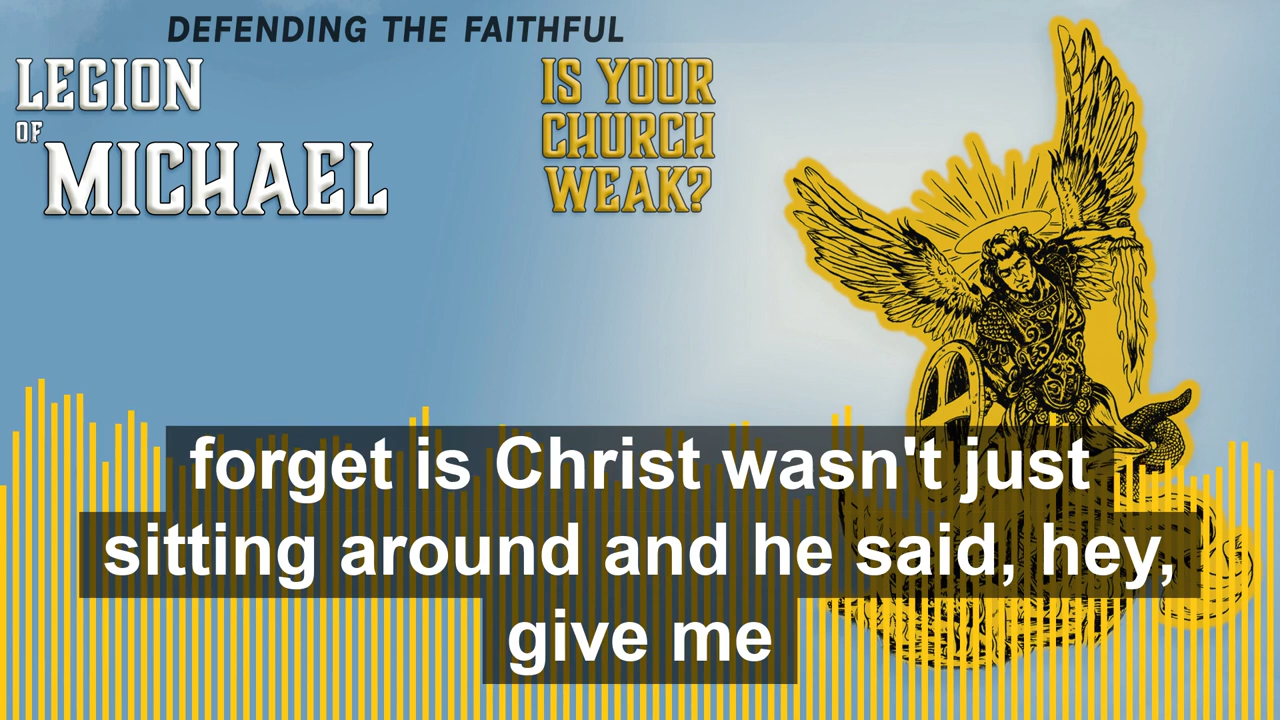 DEFENDING THE FAITHFUL
LEGION
OF
MICHAEL
IS YOUR
CHURCH
WEAK?
forget is Christ wasn't just
sitting around and he said, hey,
give me